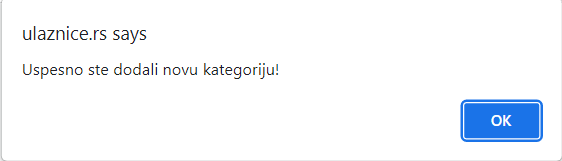 ulaznice.rs says
Uspesno ste dodali novu kategoriju!
OK